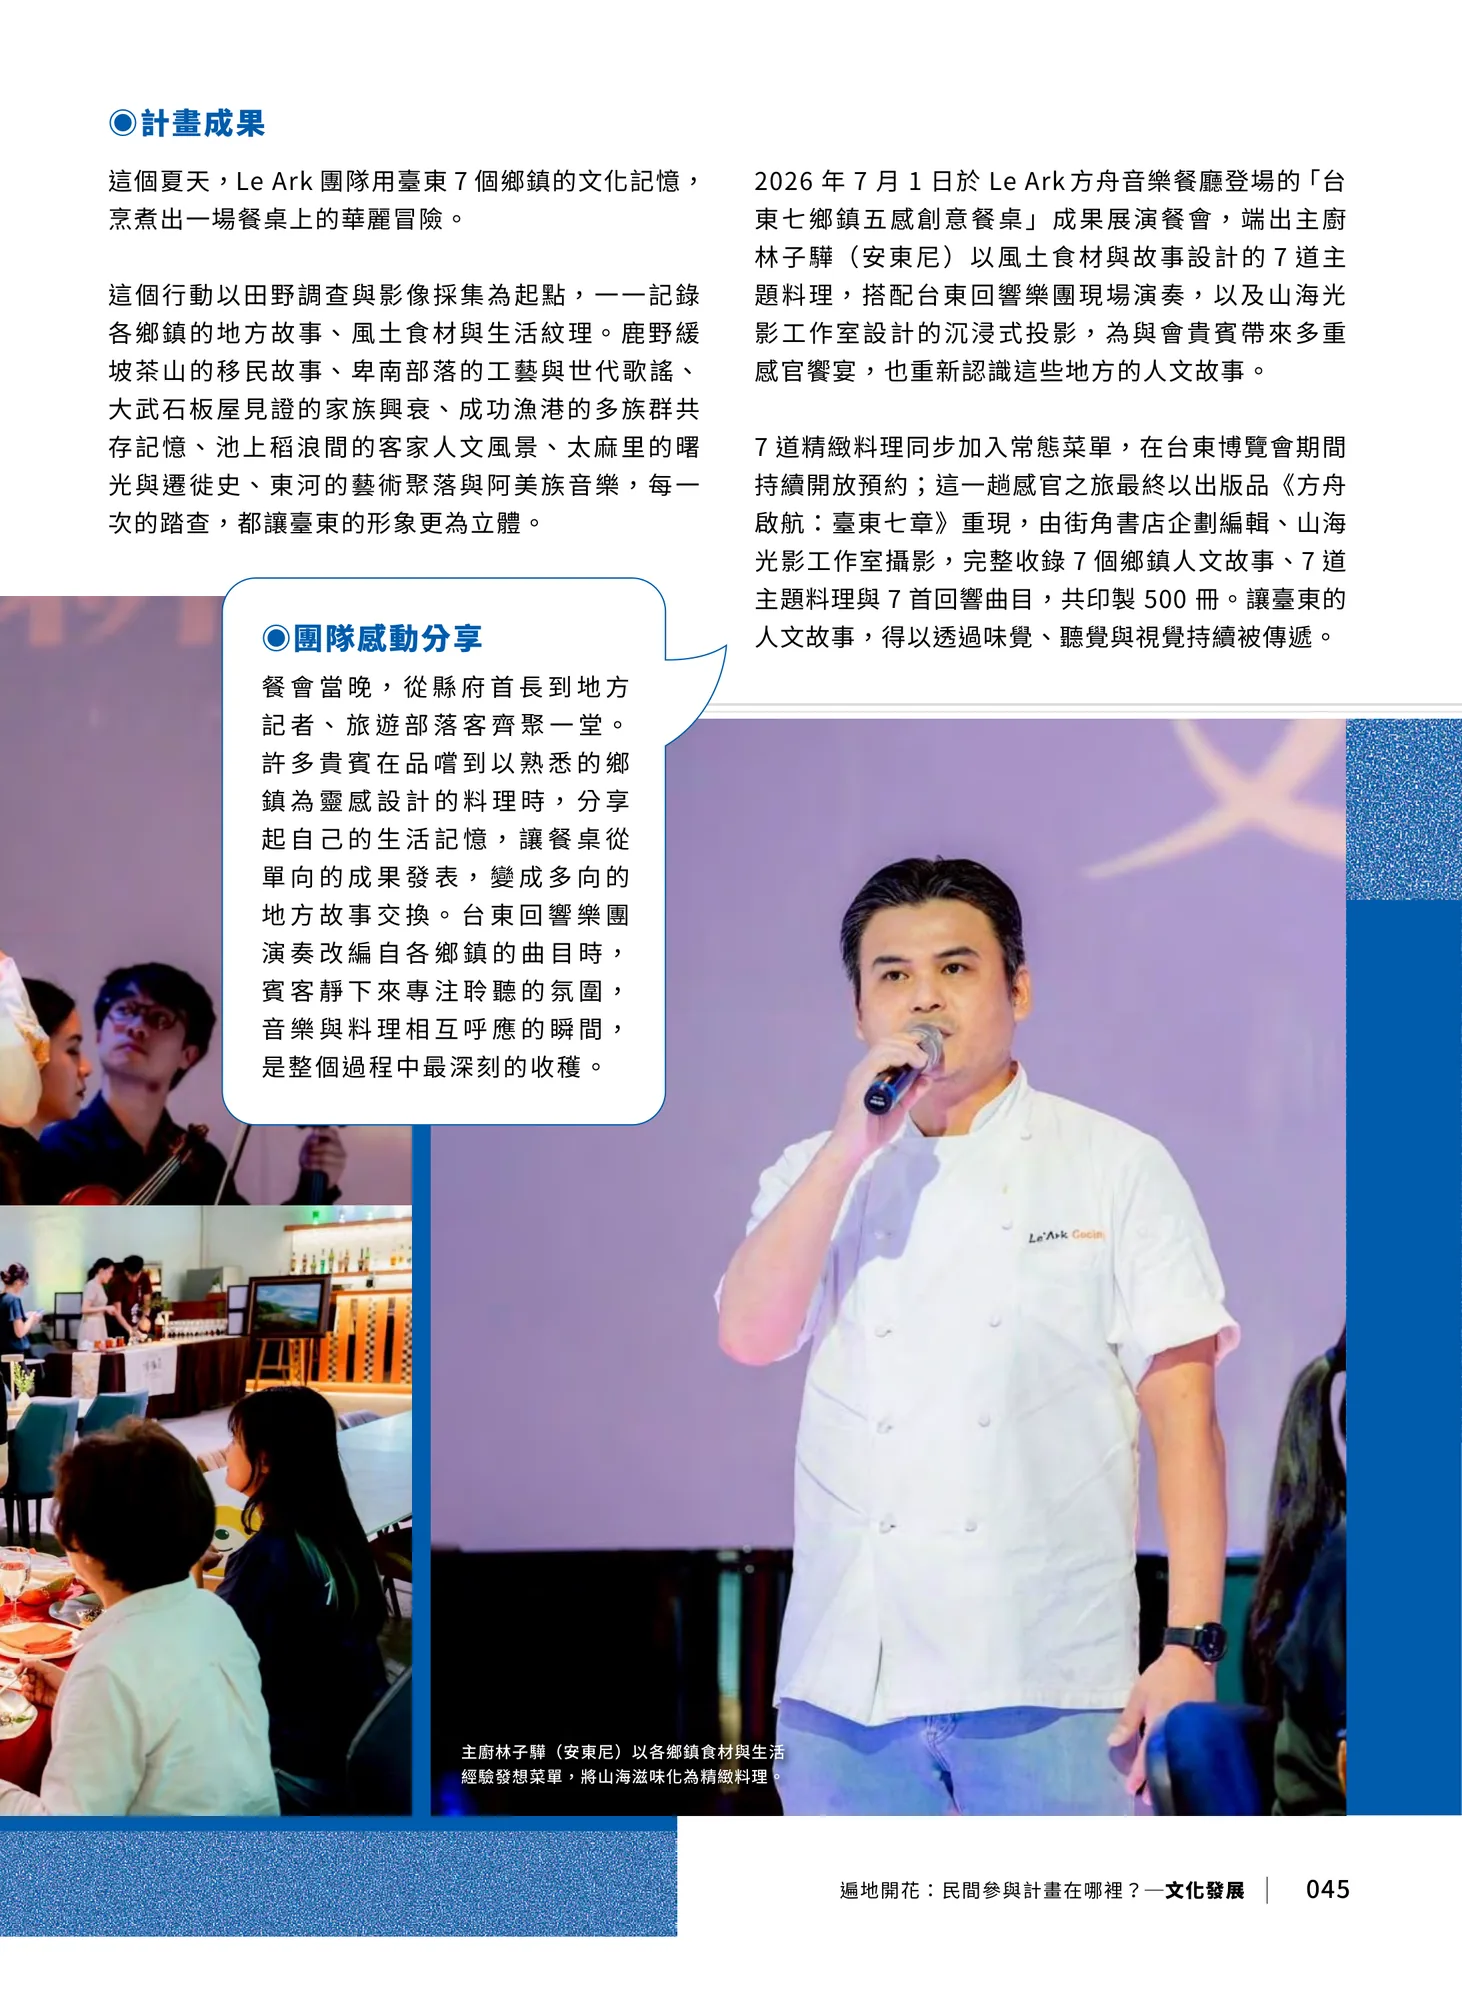 ◉計畫成果
這個夏天，Le Ark 團隊用臺東 7 個鄉鎮的文化記憶，
烹煮出一場餐桌上的華麗冒險。
這個行動以田野調查與影像採集為起點，一一記錄
各鄉鎮的地方故事、風土食材與生活紋理。鹿野緩
坡茶山的移民故事、卑南部落的工藝與世代歌謠、
大武石板屋見證的家族興衰、成功漁港的多族群共
存記憶、池上稻浪間的客家人文風景、太麻里的曙
光與遷徙史、東河的藝術聚落與阿美族音樂，每一
次的踏查，都讓臺東的形象更為立體。
2026 年 7 月 1 日於 Le Ark 方舟音樂餐廳登場的「台
東七鄉鎮五感創意餐桌」成果展演餐會，端出主廚
林子驊（安東尼）以風土食材與故事設計的 7 道主
題料理，搭配台東回響樂團現場演奏，以及山海光
影工作室設計的沉浸式投影，為與會貴賓帶來多重
感官饗宴，也重新認識這些地方的人文故事。
7 道精緻料理同步加入常態菜單，在台東博覽會期間
持續開放預約；這一趟感官之旅最終以出版品《方舟
啟航：臺東七章》重現，由街角書店企劃編輯、山海
光影工作室攝影，完整收錄 7 個鄉鎮人文故事、7 道
主題料理與 7 首回響曲目，共印製 500 冊。讓臺東的
人文故事，得以透過味覺、聽覺與視覺持續被傳遞。
◉團隊感動分享
餐會當晚，從縣府首長到地方
記者、旅遊部落客齊聚一堂。
許多貴賓在品嚐到以熟悉的鄉
鎮為靈感設計的料理時，分享
起自己的生活記憶，讓餐桌從
單向的成果發表，變成多向的
地方故事交換。台東回響樂團
演奏改編自各鄉鎮的曲目時，
賓客靜下來專注聆聽的氛圍，
音樂與料理相互呼應的瞬間，
是整個過程中最深刻的收穫。
Le'Ark
主廚林子驊（安東尼）以各鄉鎮食材與生活
經驗發想菜單，將山海滋味化為精緻料理。
遍地開花：民間參與計畫在哪裡？—文化發展 045